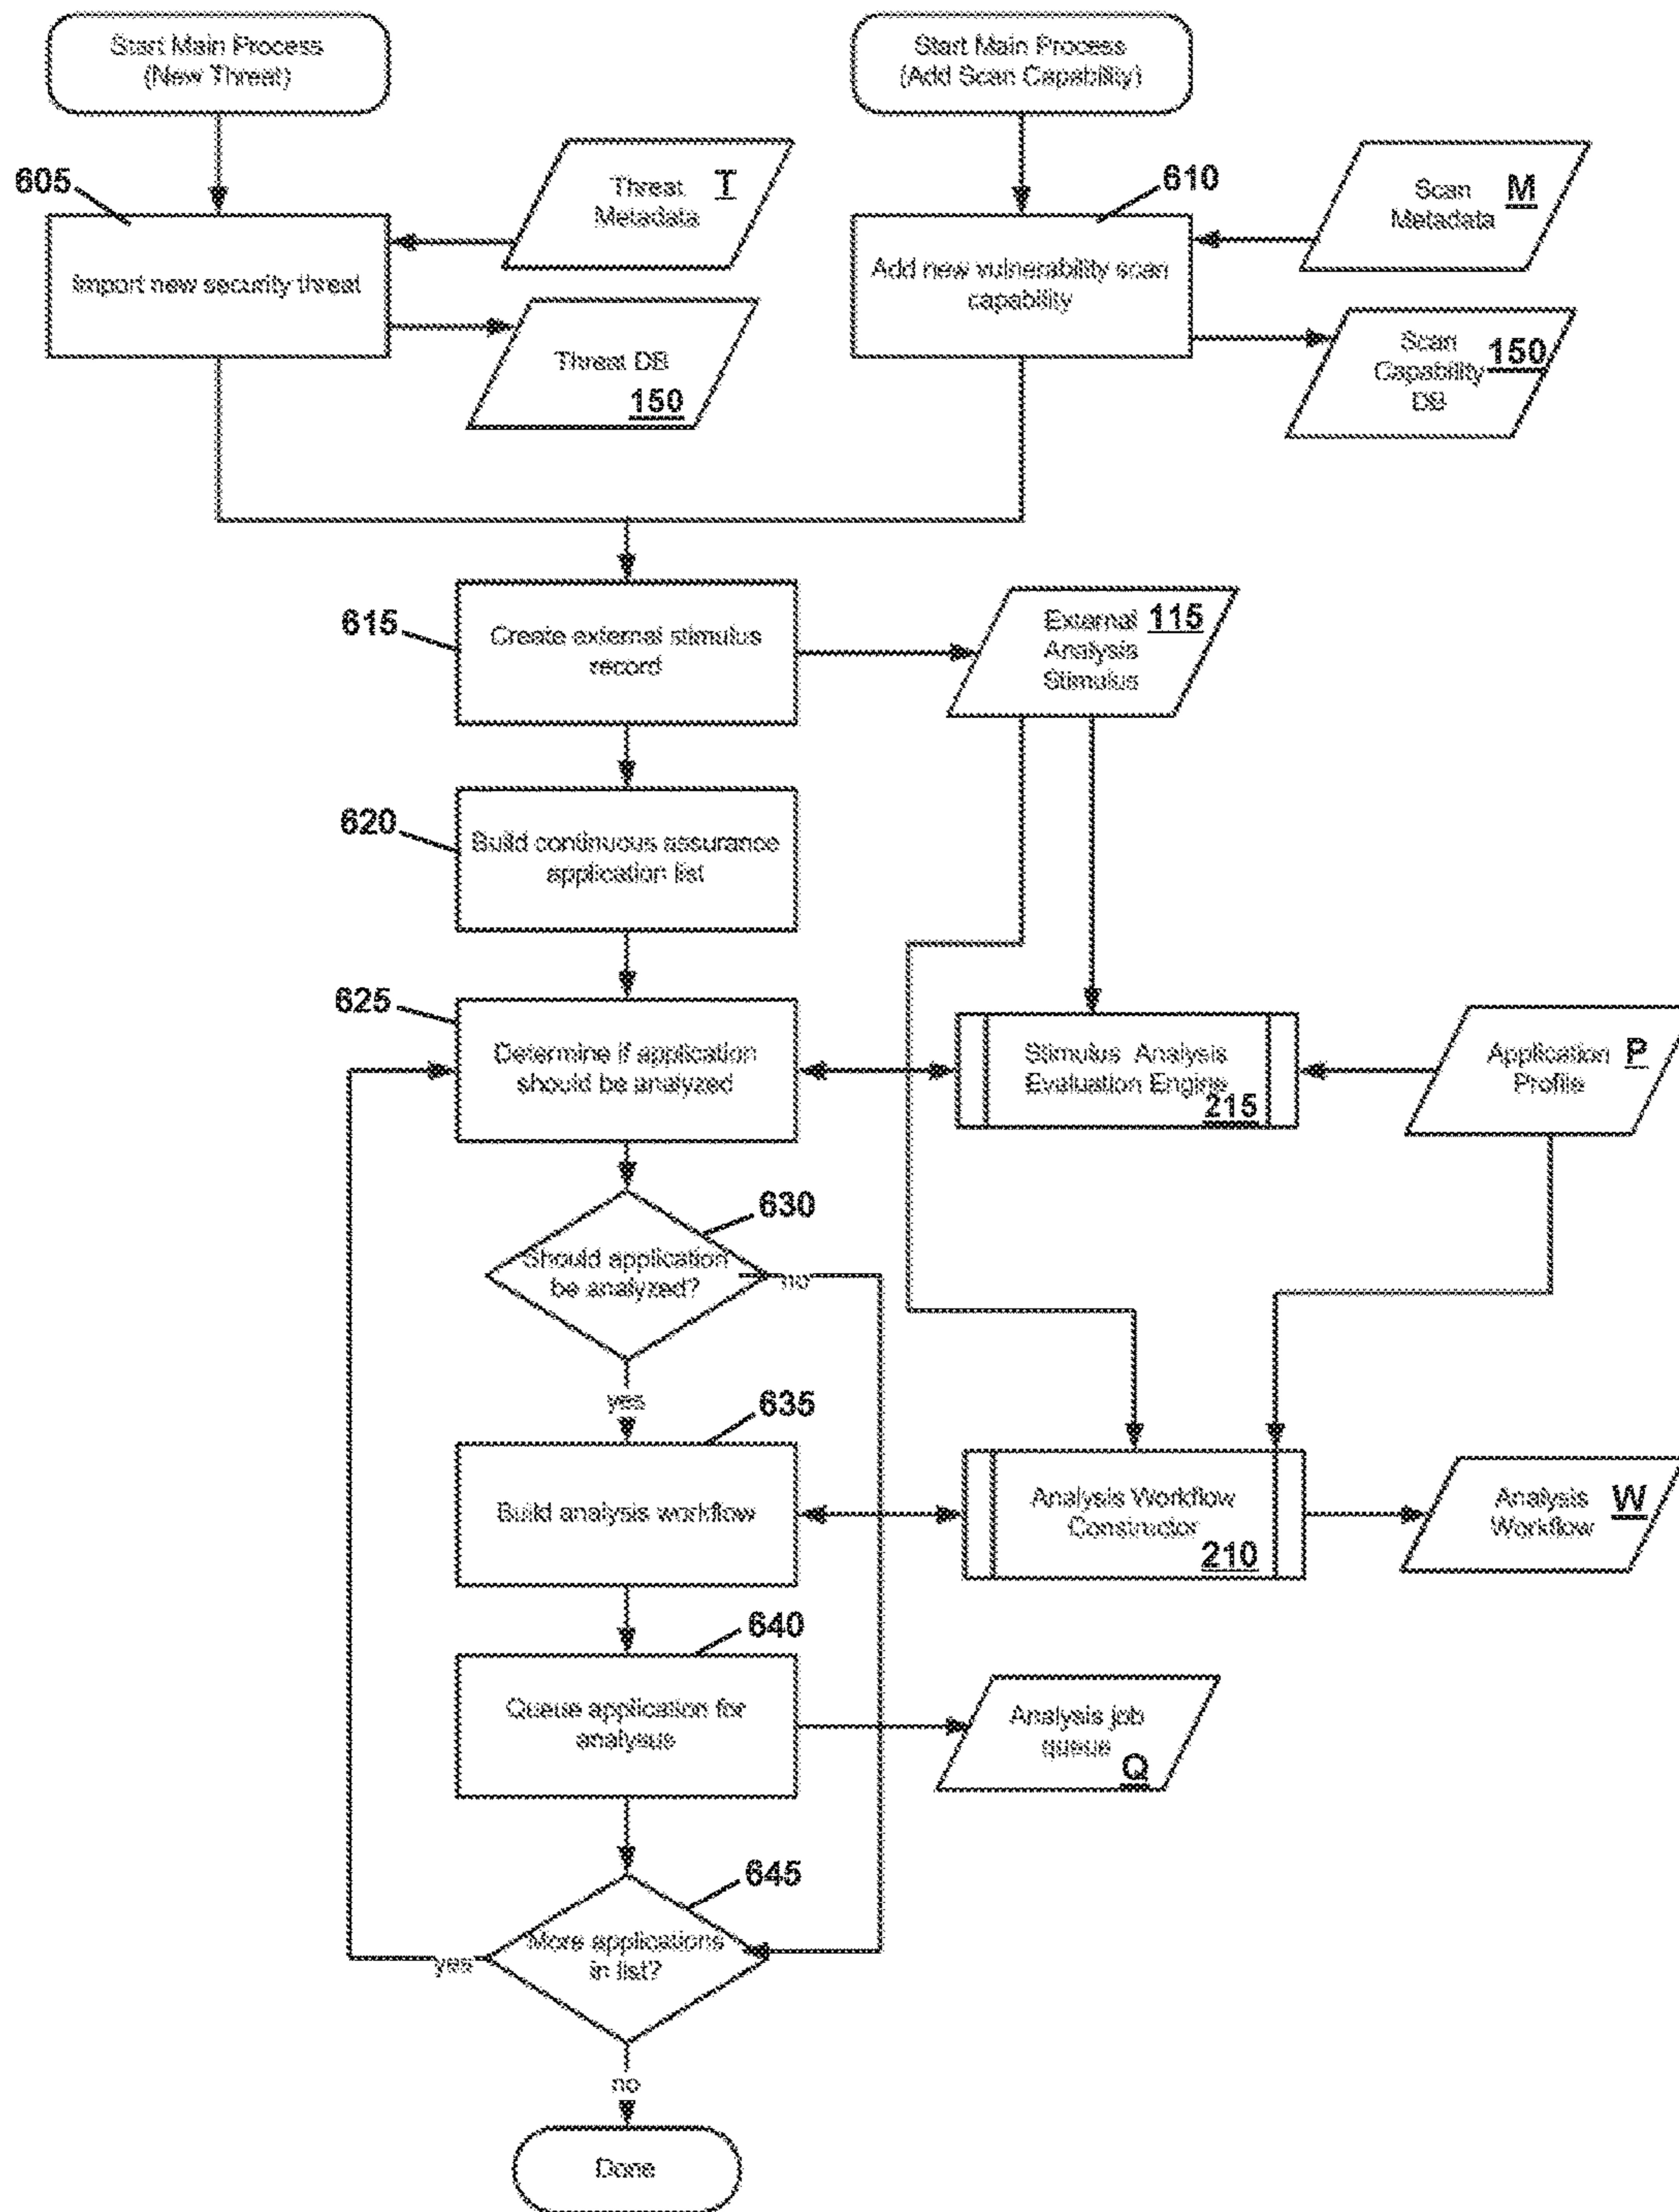 Start Main Process
(New Threat)
Start Main Process
(Add Scan Capability)
605
Import new security threat
Threat T
Metadada
Threat DB
150
610
Add new vulnerability scan
capability
Scan M
Metadada
Scan 150
Capability
DB
615
Create external stimulus
record
External 115
Analysis
Stimulus
620
Build continuous assurance
application list
625
Determine if application
should be analyzed
Stimulus Analysis
Evaluation Engine
215
Application P
Profile
630
Should application
be analyzed?
no
yes
635
Build analysis workflow
Analysis Workflow
Constructor
210
Analysis W
Workflow
640
Queue application for
analysus
Analysis job
queue
Q
645
More applications
in list?
yes
no
Done